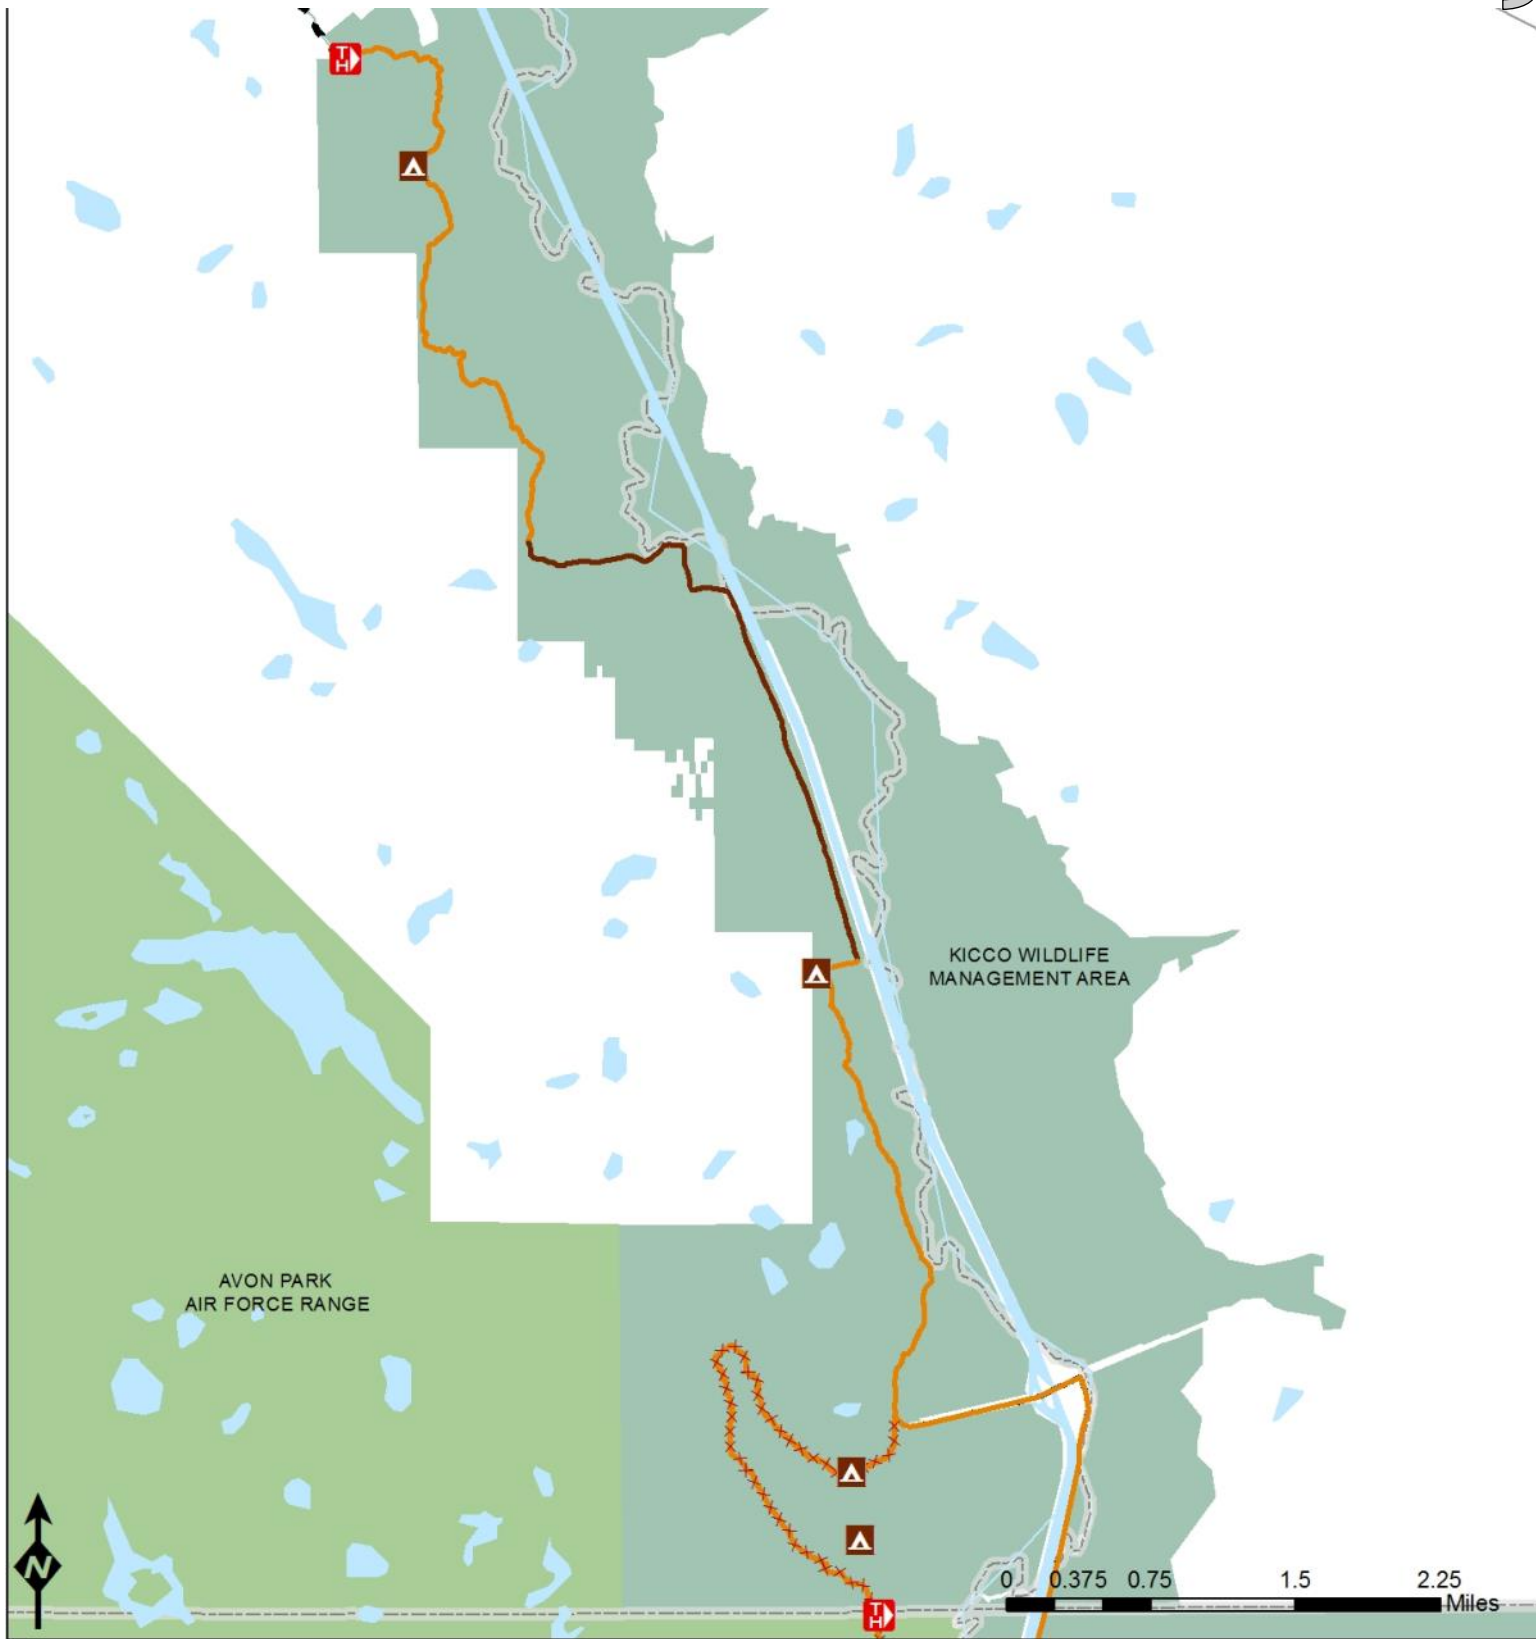 TH
KICCO WILDLIFE
MANAGEMENT AREA
AVON PARK
AIR FORCE RANGE
N
0 0.375 0.75 1.5 2.25
Miles
TH